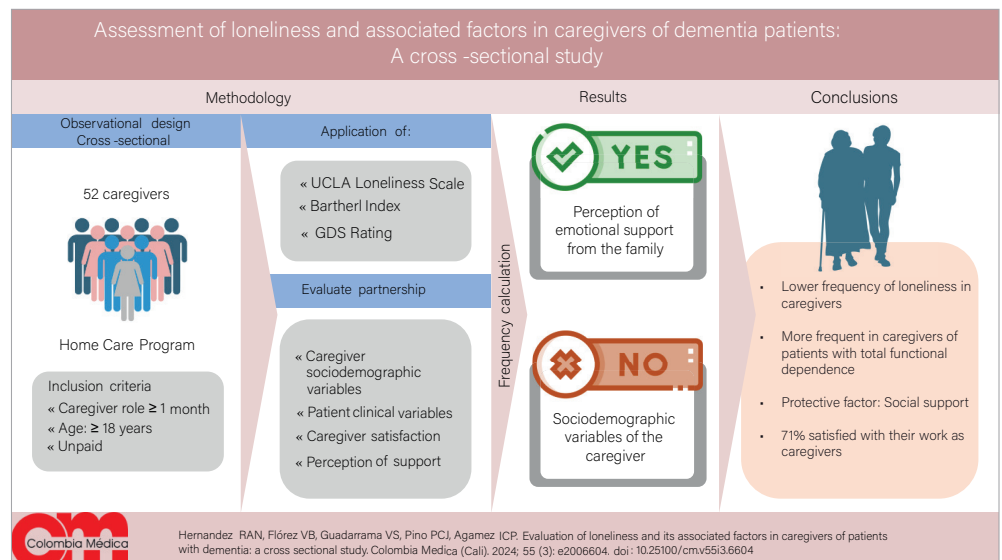 Assessment of loneliness and associated factors in caregivers of dementia patients:
A cross -sectional study
Methodology
Results
Conclusions
Observational design
Cross -sectional
52 caregivers
Home Care Program
Inclusion criteria
« Caregiver role ≥ 1 month
« Age: ≥ 18 years
« Unpaid
Application of:
« UCLA Loneliness Scale
« Bartherl Index
« GDS Rating
Evaluate partnership
« Caregiver
sociodemographic
variables
« Patient clinical variables
« Caregiver satisfaction
« Perception of support
Frequency calculation
YES
Perception of
emotional support
from the family
NO
Sociodemographic
variables of the
caregiver
• Lower frequency of loneliness in
caregivers
• More frequent in caregivers of
patients with total functional
dependence
• Protective factor: Social support
• 71% satisfied with their work as
caregivers
cm
Colombia Médica
Hernandez RAN, Flórez VB, Guadarrama VS, Pino PCJ, Agamez ICP. Evaluation of loneliness and its associated factors in caregivers of patients
with dementia: a cross sectional study. Colombia Medica (Cali). 2024; 55 (3): e2006604. doi: 10.25100/cm.v55i3.6604